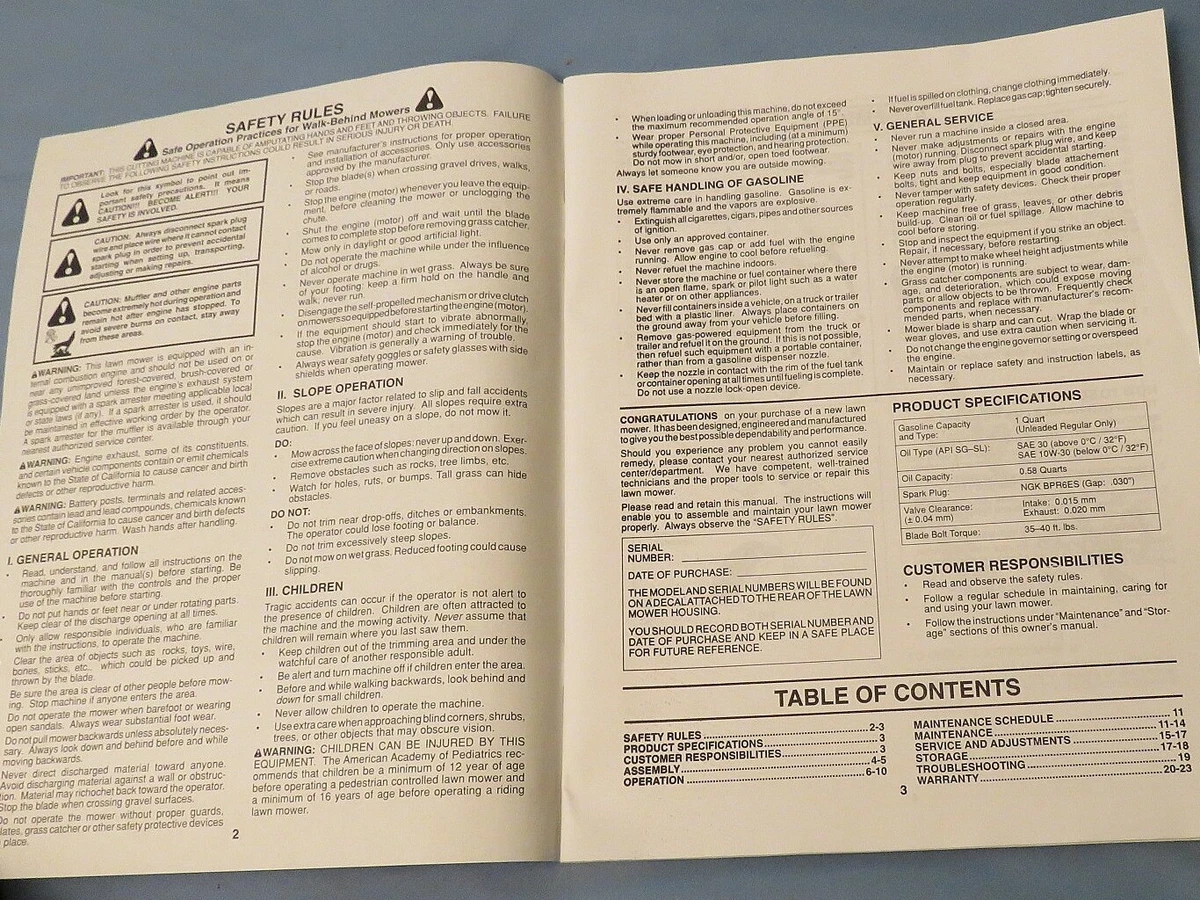 SAFETY RULES
Safe Operation Practices for Walk-Behind Mowers
IMPORTANT: THIS CUTTING MACHINE IS CAPABLE OF AMPUTATING HANDS AND FEET AND THROWING OBJECTS. FAILURE
TO OBSERVE THE FOLLOWING SAFETY INSTRUCTIONS COULD RESULT IN SERIOUS INJURY OR DEATH.
Look for this symbol to point out im-
portant safety precautions. It means
CAUTION!!! BECOME ALERT!!! YOUR
SAFETY IS INVOLVED.
CAUTION: Always disconnect spark plug
wire and place wire where it cannot contact
spark plug in order to prevent accidental
starting when setting up, transporting,
adjusting or making repairs.
CAUTION: Muffler and other engine parts
become extremely hot during operation and
remain hot after engine has stopped. To
avoid severe burns on contact, stay away
from these areas.
WARNING: This lawn mower is equipped with an in-
ternal combustion engine and should not be used on or
near any unimproved forest-covered, brush-covered or
grass-covered land unless the engine's exhaust system
is equipped with a spark arrester meeting applicable local
or state laws (if any). If a spark arrester is used, it should
be maintained in effective working order by the operator.
A spark arrester for the muffler is available through your
nearest authorized service center.
WARNING: Engine exhaust, some of its constituents,
and certain vehicle components contain or emit chemicals
known to the State of California to cause cancer and birth
defects or other reproductive harm.
WARNING: Battery posts, terminals and related acces-
sories contain lead and lead compounds, chemicals known
to the State of California to cause cancer and birth defects
or other reproductive harm. Wash hands after handling.
I. GENERAL OPERATION
• Read, understand, and follow all instructions on the
machine and in the manual(s) before starting. Be
thoroughly familiar with the controls and the proper
use of the machine before starting.
• Do not put hands or feet near or under rotating parts.
Keep clear of the discharge opening at all times.
• Only allow responsible individuals, who are familiar
with the instructions, to operate the machine.
Clear the area of objects such as rocks, toys, wire,
bones, sticks, etc., which could be picked up and
thrown by the blade.
Be sure the area is clear of other people before mow-
ing. Stop machine if anyone enters the area.
Do not operate the mower when barefoot or wearing
open sandals. Always wear substantial foot wear.
Do not pull mower backwards unless absolutely neces-
sary. Always look down and behind before and while
moving backwards.
Never direct discharged material toward anyone.
Avoid discharging material against a wall or obstruc-
tion. Material may richochet back toward the operator.
Stop the blade when crossing gravel surfaces.
Do not operate the mower without proper guards,
plates, grass catcher or other safety protective devices
place.
• See manufacturer's instructions for proper operation
and installation of accessories. Only use accessories
approved by the manufacturer.
• Stop the blade(s) when crossing gravel drives, walks,
or roads.
• Stop the engine (motor) whenever you leave the equip-
ment, before cleaning the mower or unclogging the
chute.
• Shut the engine (motor) off and wait until the blade
comes to complete stop before removing grass catcher.
• Mow only in daylight or good artificial light.
• Do not operate the machine while under the influence
of alcohol or drugs.
• Never operate machine in wet grass. Always be sure
of your footing: keep a firm hold on the handle and
walk; never run.
• Disengage the self-propelled mechanism or drive clutch
on mowers so equipped before starting the engine (motor).
• If the equipment should start to vibrate abnormally,
stop the engine (motor) and check immediately for the
cause. Vibration is generally a warning of trouble.
• Always wear safety goggles or safety glasses with side
shields when operating mower.
II. SLOPE OPERATION
Slopes are a major factor related to slip and fall accidents
which can result in severe injury. All slopes require extra
caution. If you feel uneasy on a slope, do not mow it.
DO:
• Mow across the face of slopes: never up and down. Exer-
cise extreme caution when changing direction on slopes.
• Remove obstacles such as rocks, tree limbs, etc.
• Watch for holes, ruts, or bumps. Tall grass can hide
obstacles.
DO NOT:
• Do not trim near drop-offs, ditches or embankments.
The operator could lose footing or balance.
• Do not trim excessively steep slopes.
• Do not mow on wet grass. Reduced footing could cause
slipping.
III. CHILDREN
Tragic accidents can occur if the operator is not alert to
the presence of children. Children are often attracted to
the machine and the mowing activity. Never assume that
children will remain where you last saw them.
• Keep children out of the trimming area and under the
watchful care of another responsible adult.
• Be alert and turn machine off if children enter the area.
• Before and while walking backwards, look behind and
down for small children.
• Never allow children to operate the machine.
• Use extra care when approaching blind corners, shrubs,
trees, or other objects that may obscure vision.
WARNING: CHILDREN CAN BE INJURED BY THIS
EQUIPMENT. The American Academy of Pediatrics rec-
ommends that children be a minimum of 12 year of age
before operating a pedestrian controlled lawn mower and
a minimum of 16 years of age before operating a riding
lawn mower.
2
• When loading or unloading this machine, do not exceed
the maximum recommended operation angle of 15°.
• Wear proper Personal Protective Equipment (PPE)
while operating this machine, including (at a minimum)
sturdy footwear, eye protection, and hearing protection.
Do not mow in short and/or, open toed footwear.
Always let someone know you are outside mowing.
IV. SAFE HANDLING OF GASOLINE
Use extreme care in handling gasoline. Gasoline is ex-
tremely flammable and the vapors are explosive.
• Extinguish all cigarettes, cigars, pipes and other sources
of ignition.
• Use only an approved container.
• Never remove gas cap or add fuel with the engine
running. Allow engine to cool before refueling.
• Never refuel the machine indoors.
• Never store the machine or fuel container where there
is an open flame, spark or pilot light such as a water
heater or on other appliances.
• Never fill containers inside a vehicle, on a truck or trailer
bed with a plastic liner. Always place containers on
the ground away from your vehicle before filling.
• Remove gas-powered equipment from the truck or
trailer and refuel it on the ground. If this is not possible,
then refuel such equipment with a portable container,
rather than from a gasoline dispenser nozzle.
• Keep the nozzle in contact with the rim of the fuel tank
or container opening at all times until fueling is complete.
Do not use a nozzle lock-open device.
• If fuel is spilled on clothing, change clothing immediately.
• Never overfill fuel tank. Replace gas cap, tighten securely.
V. GENERAL SERVICE
• Never run a machine inside a closed area.
• Never make adjustments or repairs with the engine
(motor) running. Disconnect spark plug wire, and keep
wire away from plug to prevent accidental starting.
• Keep nuts and bolts, especially blade attachment
bolts, tight and keep equipment in good condition.
• Never tamper with safety devices. Check their proper
operation regularly.
• Keep machine free of grass, leaves, or other debris
build-up. Clean oil or fuel spillage. Allow machine to
cool before storing.
• Stop and inspect the equipment if you strike an object.
Repair, if necessary, before restarting.
• Never attempt to make wheel height adjustments while
the engine (motor) is running.
• Grass catcher components are subject to wear, dam-
age, and deterioration, which could expose moving
parts or allow objects to be thrown. Frequently check
components and replace with manufacturer's recom-
mended parts, when necessary.
• Mower blade is sharp and can cut. Wrap the blade or
wear gloves, and use extra caution when servicing it.
• Do not change the engine governor setting or overspeed
the engine.
• Maintain or replace safety and instruction labels, as
necessary.
CONGRATULATIONS on your purchase of a new lawn
mower. It has been designed, engineered and manufactured
to give you the best possible dependability and performance.
Should you experience any problem you cannot easily
remedy, please contact your nearest authorized service
center/department. We have competent, well-trained
technicians and the proper tools to service or repair this
lawn mower.
Please read and retain this manual. The instructions will
enable you to assemble and maintain your lawn mower
properly. Always observe the "SAFETY RULES".
SERIAL
NUMBER:
DATE OF PURCHASE:
THE MODEL AND SERIAL NUMBERS WILL BE FOUND
ON A DECAL ATTACHED TO THE REAR OF THE LAWN
MOWER HOUSING.
YOU SHOULD RECORD BOTH SERIAL NUMBER AND
DATE OF PURCHASE AND KEEP IN A SAFE PLACE
FOR FUTURE REFERENCE.
PRODUCT SPECIFICATIONS
Gasoline Capacity 1 Quart
and Type: (Unleaded Regular Only)
Oil Type (API SG–SL): SAE 30 (above 0°C / 32°F)
SAE 10W-30 (below 0°C / 32°F)
Oil Capacity: 0.58 Quarts
Spark Plug: NGK BPR6ES (Gap: .030")
Valve Clearance: Intake: 0.015 mm
(± 0.04 mm) Exhaust: 0.020 mm
Blade Bolt Torque: 35–40 ft. lbs.
CUSTOMER RESPONSIBILITIES
• Read and observe the safety rules.
• Follow a regular schedule in maintaining, caring for
and using your lawn mower.
• Follow the instructions under "Maintenance" and "Stor-
age" sections of this owner's manual.
TABLE OF CONTENTS
SAFETY RULES 2-3
PRODUCT SPECIFICATIONS 3
CUSTOMER RESPONSIBILITIES 3
ASSEMBLY 4-5
OPERATION 6-10
MAINTENANCE SCHEDULE 11
MAINTENANCE 11-14
SERVICE AND ADJUSTMENTS 15-17
STORAGE 17-18
TROUBLESHOOTING 19
WARRANTY 20-23
3